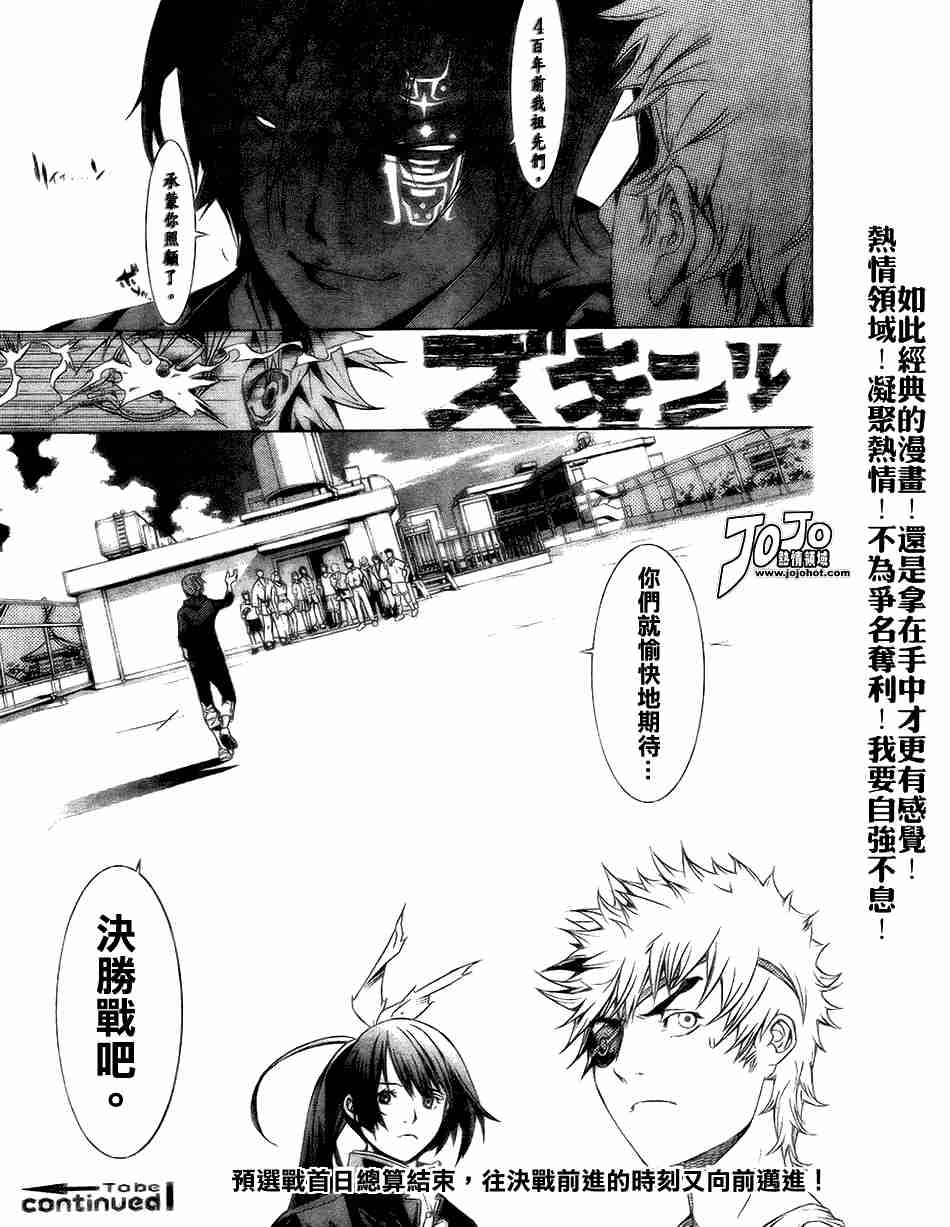 4百年前我祖先們。
承蒙你照顧了。
ズキンッ
JOJO
熱情領域
www.jojohot.com
你們就愉快地期待…
決勝戰吧。
預選戰首日總算結束，往決戰前進的時刻又向前邁進！
To be
continued
如此經典的漫畫！還是拿在手中才更有感覺！
熱情領域！凝聚熱情！不為爭名奪利！我要自強不息！